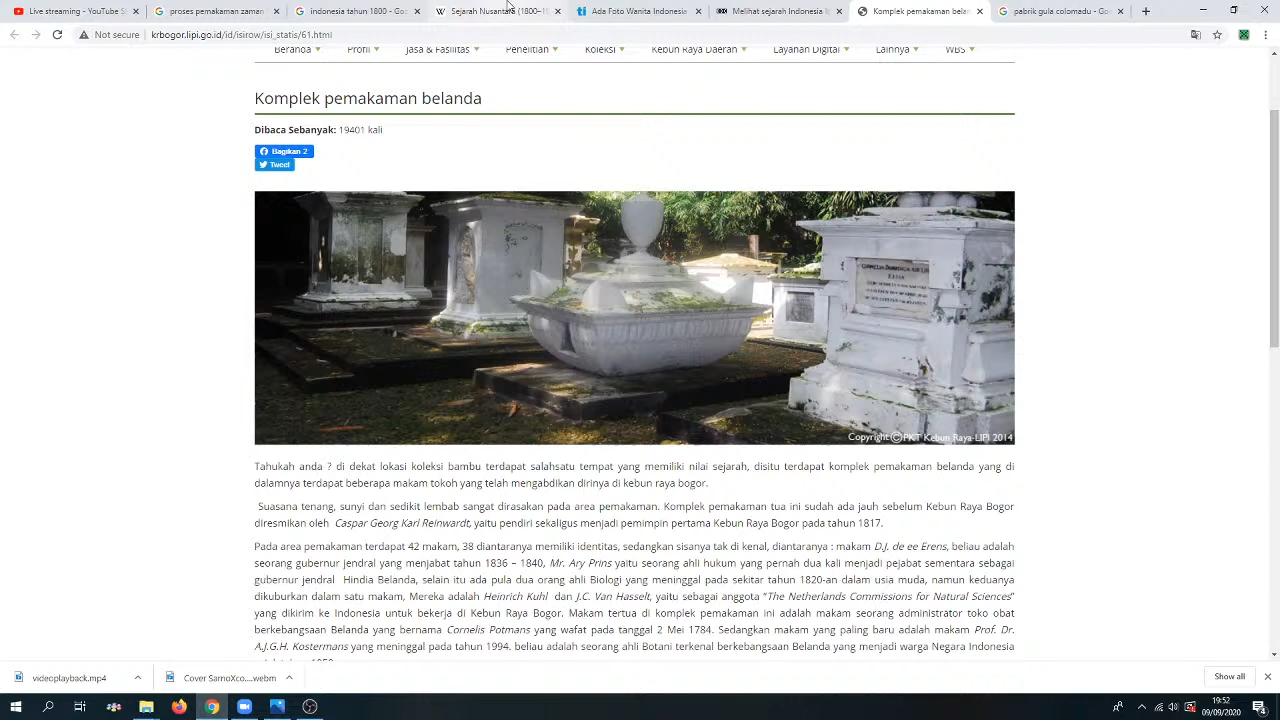 Live streaming - YouTube S
proses pemakaman zaman
indonesia tahun 1800 - Goo
Sejarah Nusantara (1800-1
Ada Foto Wanita Indonesia
Melihat sejarah Indonesia l
Komplek pemakaman belan
pabrik gula colomadu - Goo
Not secure
krbogor.lipi.go.id/id/isirow/isi_statis/61.html
Beranda
Profil
Jasa & Fasilitas
Penelitian
Koleksi
Kebun Raya Daerah
Layanan Digital
Lainnya
WBS
Komplek pemakaman belanda
Dibaca Sebanyak: 19401 kali
Bagikan 2
Tweet
Copyright © PKT Kebun Raya-LIPI 2014
Tahukah anda ? di dekat lokasi koleksi bambu terdapat salahsatu tempat yang memiliki nilai sejarah, disitu terdapat komplek pemakaman belanda yang di
dalamnya terdapat beberapa makam tokoh yang telah mengabdikan dirinya di kebun raya bogor.
Suasana tenang, sunyi dan sedikit lembab sangat dirasakan pada area pemakaman. Komplek pemakaman tua ini sudah ada jauh sebelum Kebun Raya Bogor
diresmikan oleh Caspar Georg Karl Reinwardt, yaitu pendiri sekaligus menjadi pemimpin pertama Kebun Raya Bogor pada tahun 1817.
Pada area pemakaman terdapat 42 makam, 38 diantaranya memiliki identitas, sedangkan sisanya tak di kenal, diantaranya : makam D.J. de ee Erens, beliau adalah
seorang guburnur jendral yang menjabat tahun 1836 – 1840, Mr. Ary Prins yaitu seorang ahli hukum yang pernah dua kali menjadi pejabat sementara sebagai
gubernur jendral Hindia Belanda, selain itu ada pula dua orang ahli Biologi yang meninggal pada sekitar tahun 1820-an dalam usia muda, namun keduanya
dikuburkan dalam satu makam, Mereka adalah Heinrich Kuhl dan J.C. Van Hasselt, yaitu sebagai anggota "The Netherlands Commissions for Natural Sciences"
yang dikirim ke Indonesia untuk bekerja di Kebun Raya Bogor. Makam tertua di komplek pemakaman ini adalah makam seorang administrator toko obat
berkebangsaan Belanda yang bernama Cornelis Potmans yang wafat pada tanggal 2 Mei 1784. Sedangkan makam yang paling baru adalah makam Prof. Dr.
A.J.G.H. Kostermans yang meninggal pada tahun 1994. beliau adalah seorang ahli Botani terkenal berkebangsaan Belanda yang menjadi warga Negara Indonesia
videoplayback.mp4
Cover SarnoXco....webm
Show all
19:52
09/09/2020